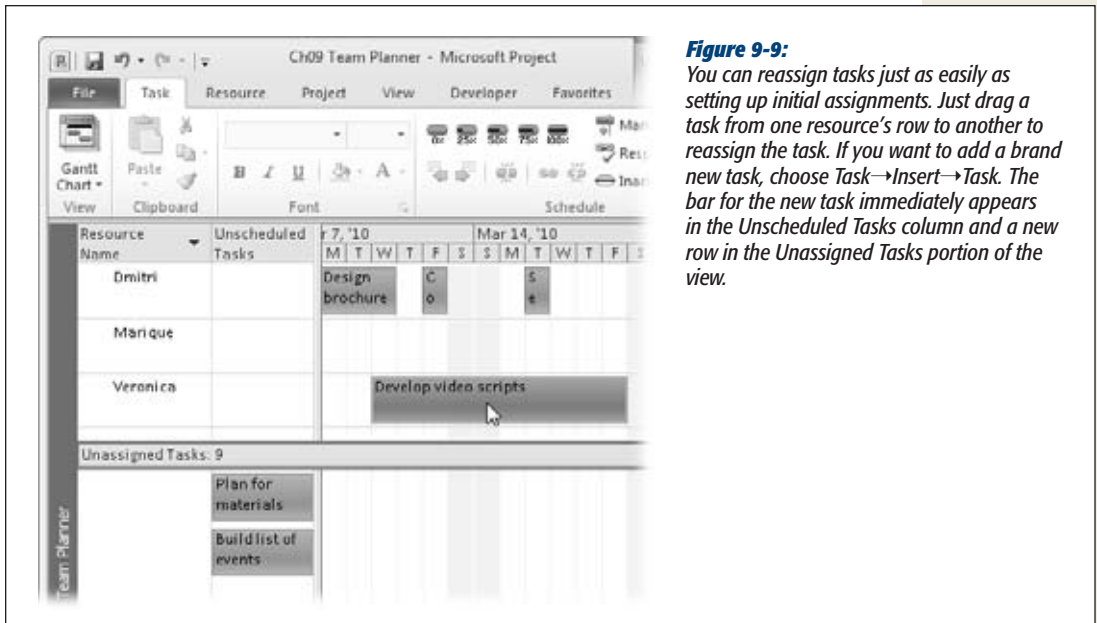 Ch09 Team Planner - Microsoft Project
File Task Resource Project View Developer Favorites
Gantt Chart
Paste
B I U A
0x 25x 50x 75x 100x
View Clipboard Font Schedule
Resource Name
Unscheduled Tasks
r 7, '10 Mar 14, '10
M T W T F S S M T W T F S
Dmitri
Design brochure
C o
S e
Marique
Veronica
Develop video scripts
Unassigned Tasks: 9
Plan for materials
Build list of events
Team Planner
Figure 9-9:
You can reassign tasks just as easily as
setting up initial assignments. Just drag a
task from one resource's row to another to
reassign the task. If you want to add a brand
new task, choose Task→Insert→Task. The
bar for the new task immediately appears
in the Unscheduled Tasks column and a new
row in the Unassigned Tasks portion of the
view.